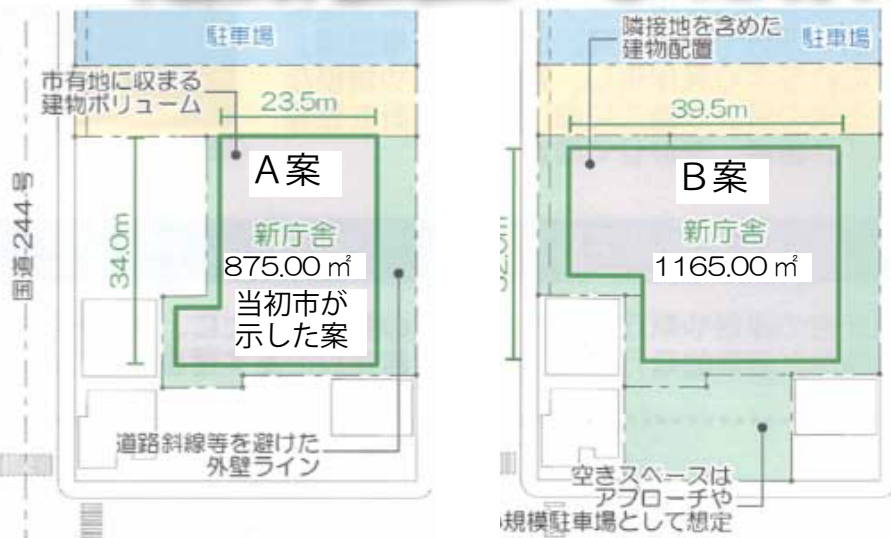 駐車場
市有地に収まる
建物ボリューム
23.5m
A案
新庁舎
875.00 ㎡
当初市が
示した案
34.0m
国道244号
道路斜線等を避けた
外壁ライン
隣接地を含めた
建物配置
駐車場
39.5m
B案
新庁舎
1165.00 ㎡
空きスペースは
アプローチや
規模駐車場として想定